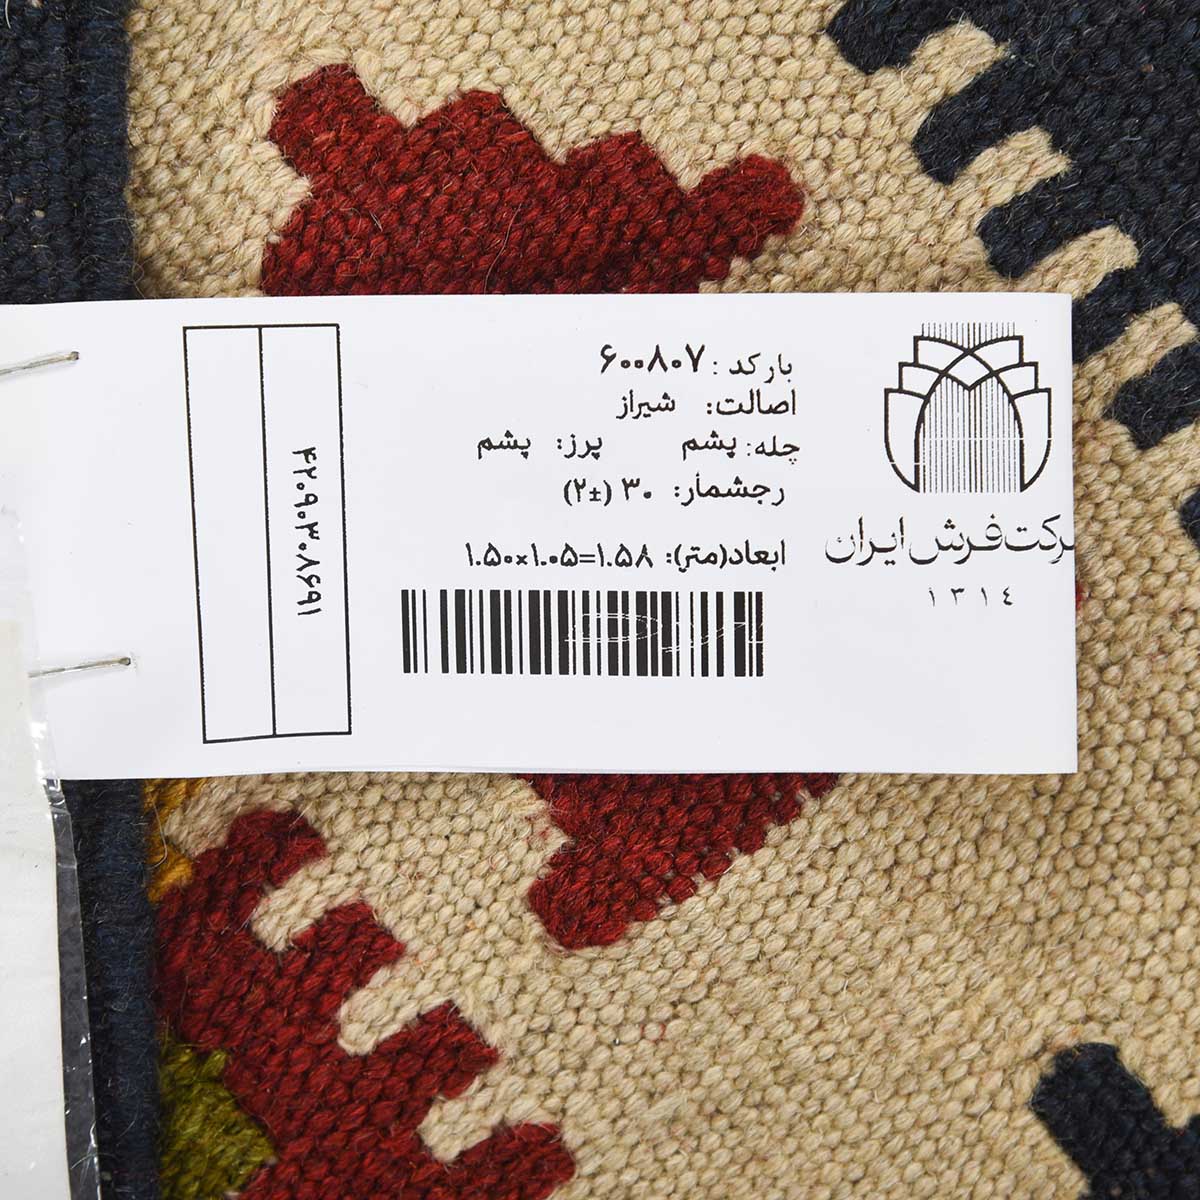 بارکد: ۶۰۰۸۰۷
اصالت: شیراز
چله: پشم پرز: پشم
رجشمار: ۳۰ (±۲)
ابعاد(متر): ۱.۵۰×۱.۰۵=۱.۵۸
رکت فرش ایران
۱۳۱٤
۴۲۰۹۰۳۰۸۶۹۱